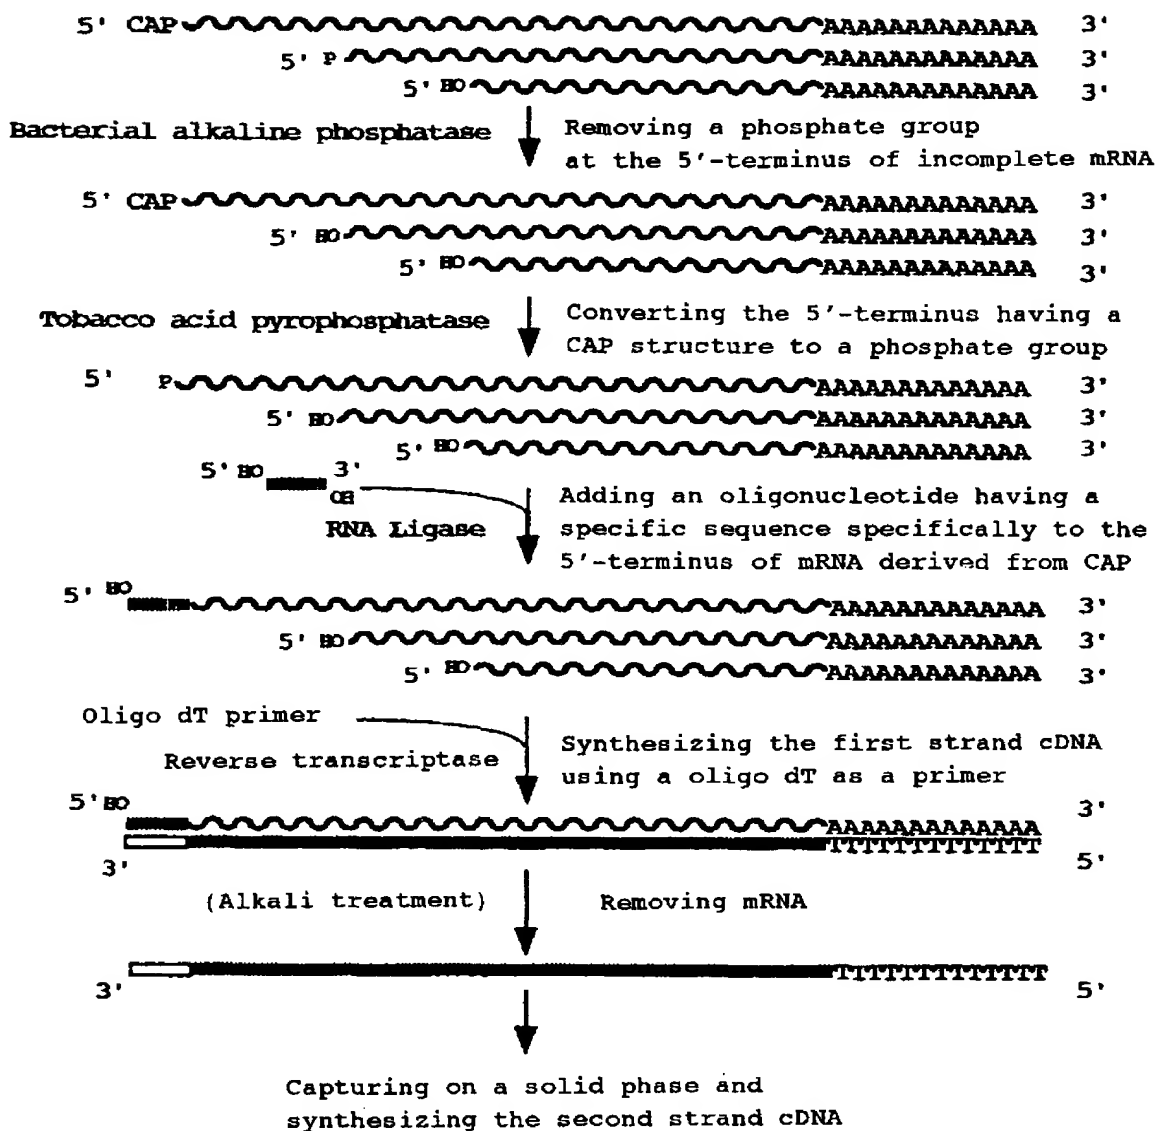 5' CAP AAAAAAAAAAAAA 3'
5' P AAAAAAAAAAAAA 3'
5' HO AAAAAAAAAAAAA 3'
Bacterial alkaline phosphatase Removing a phosphate group
at the 5'-terminus of incomplete mRNA
5' CAP AAAAAAAAAAAAA 3'
5' HO AAAAAAAAAAAAA 3'
5' HO AAAAAAAAAAAAA 3'
Tobacco acid pyrophosphatase Converting the 5'-terminus having a
CAP structure to a phosphate group
5' P AAAAAAAAAAAAA 3'
5' HO AAAAAAAAAAAAA 3'
5' HO AAAAAAAAAAAAA 3'
5' HO 3'
OH Adding an oligonucleotide having a
RNA Ligase specific sequence specifically to the
5'-terminus of mRNA derived from CAP
5' HO AAAAAAAAAAAAA 3'
5' HO AAAAAAAAAAAAA 3'
5' HO AAAAAAAAAAAAA 3'
Oligo dT primer
Reverse transcriptase Synthesizing the first strand cDNA
using a oligo dT as a primer
5' HO AAAAAAAAAAAAA 3'
3' TTTTTTTTTTTTT 5'
(Alkali treatment) Removing mRNA
3' TTTTTTTTTTTTT 5'
Capturing on a solid phase and
synthesizing the second strand cDNA